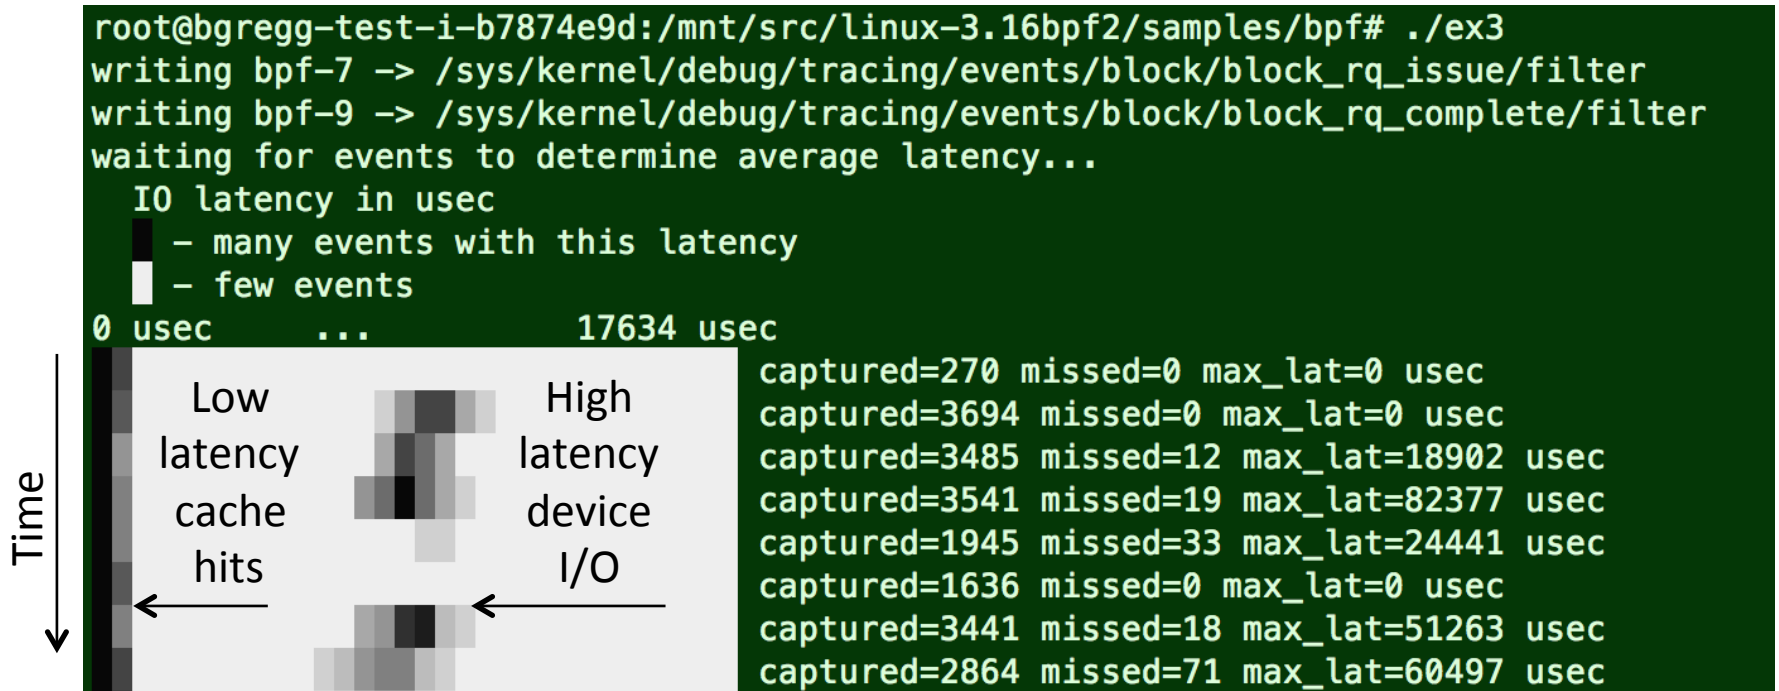 root@bgregg-test-i-b7874e9d:/mnt/src/linux-3.16bpf2/samples/bpf# ./ex3
writing bpf-7 -> /sys/kernel/debug/tracing/events/block/block_rq_issue/filter
writing bpf-9 -> /sys/kernel/debug/tracing/events/block/block_rq_complete/filter
waiting for events to determine average latency...
IO latency in usec
– many events with this latency
– few events
0 usec ... 17634 usec
captured=270 missed=0 max_lat=0 usec
captured=3694 missed=0 max_lat=0 usec
captured=3485 missed=12 max_lat=18902 usec
captured=3541 missed=19 max_lat=82377 usec
captured=1945 missed=33 max_lat=24441 usec
captured=1636 missed=0 max_lat=0 usec
captured=3441 missed=18 max_lat=51263 usec
captured=2864 missed=71 max_lat=60497 usec
Time
Low
latency
cache
hits
High
latency
device
I/O